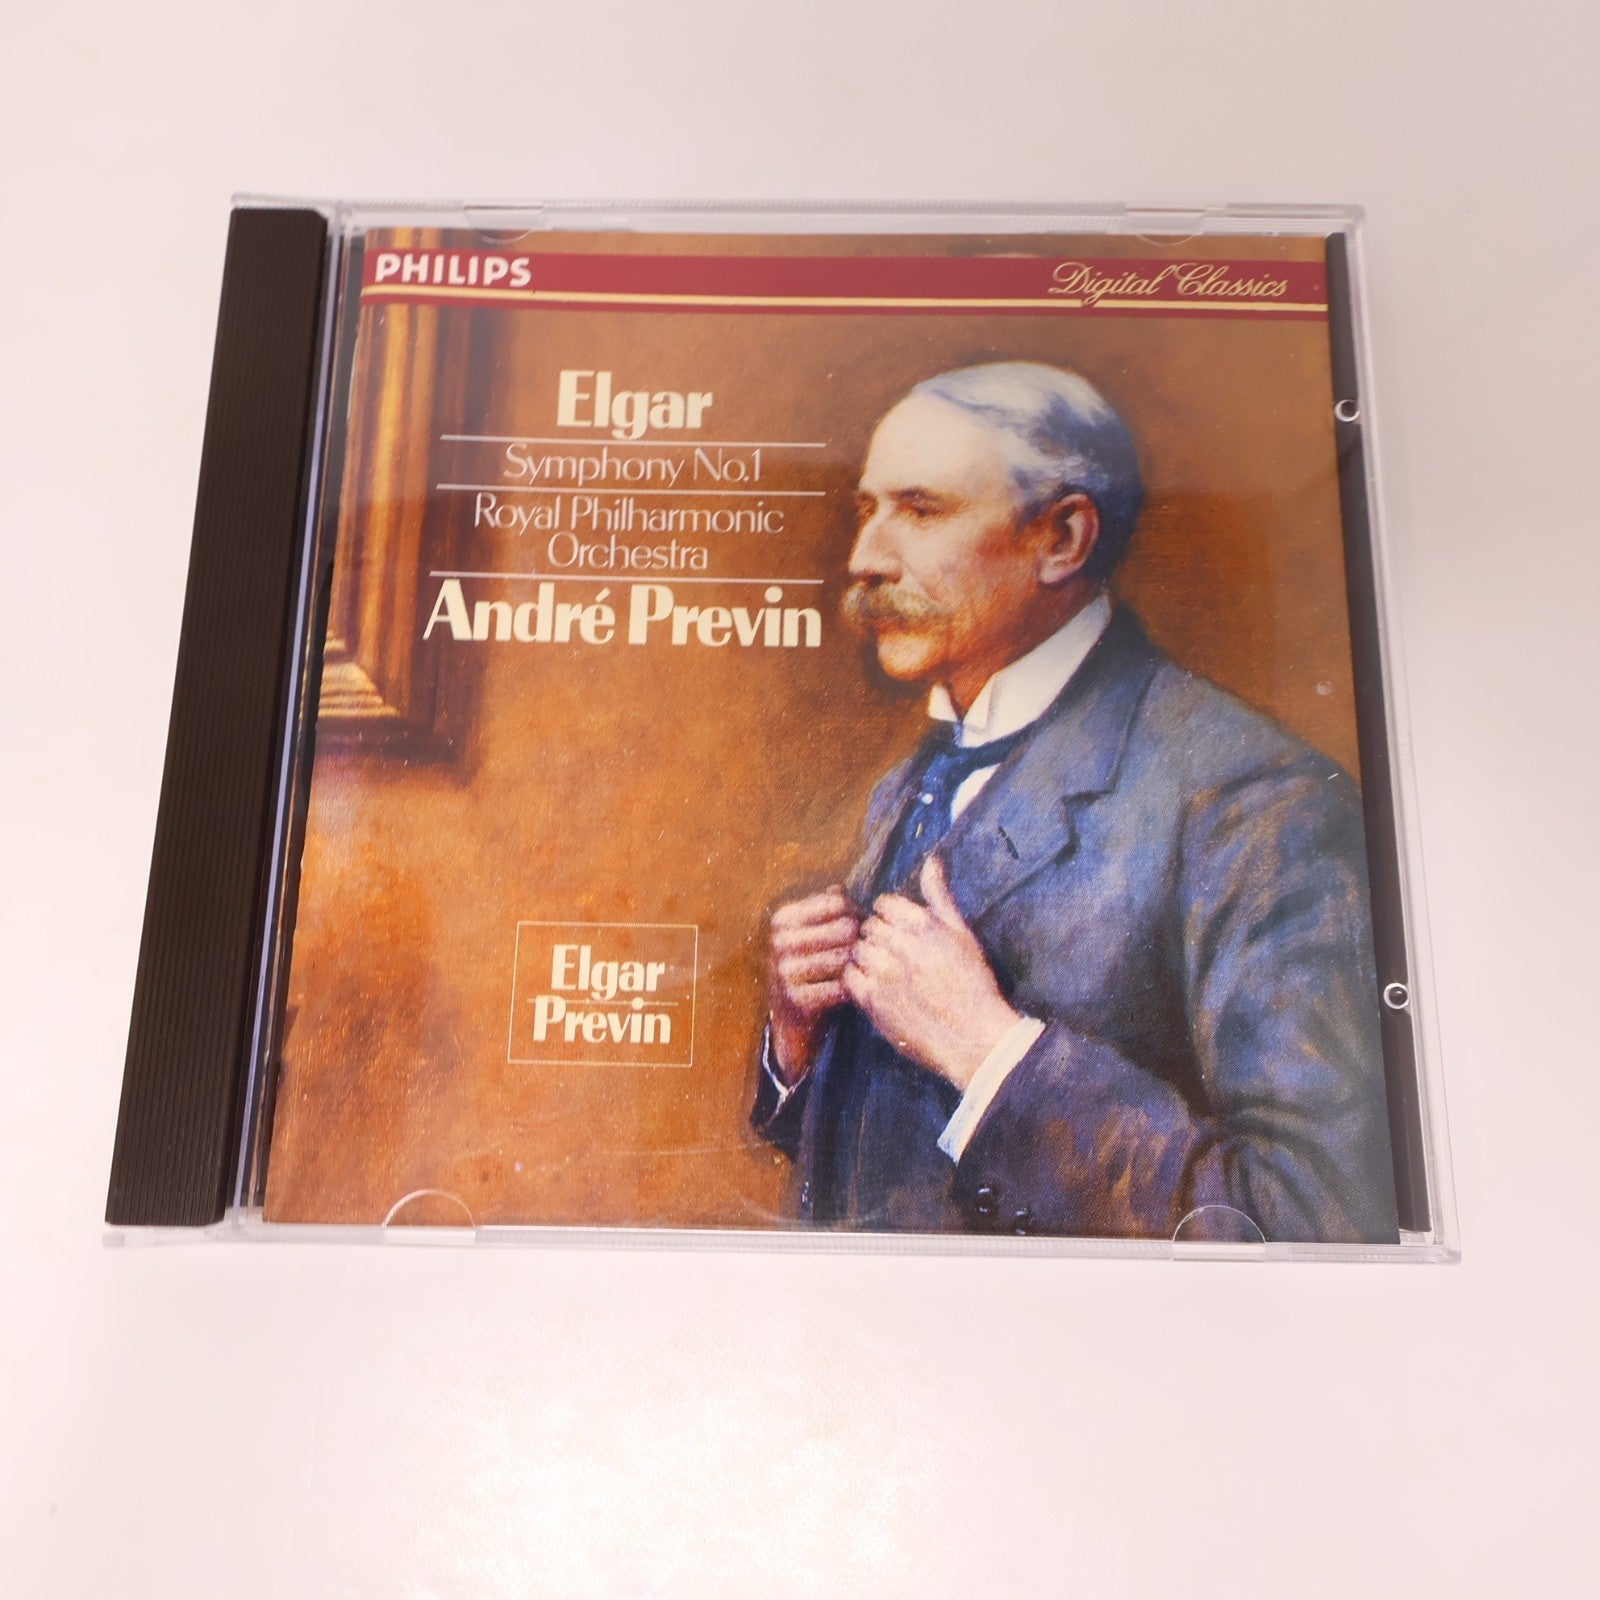 PHILIPS
Digital Classics
Elgar
Symphony No.1
Royal Philharmonic
Orchestra
André Previn
Elgar
Previn